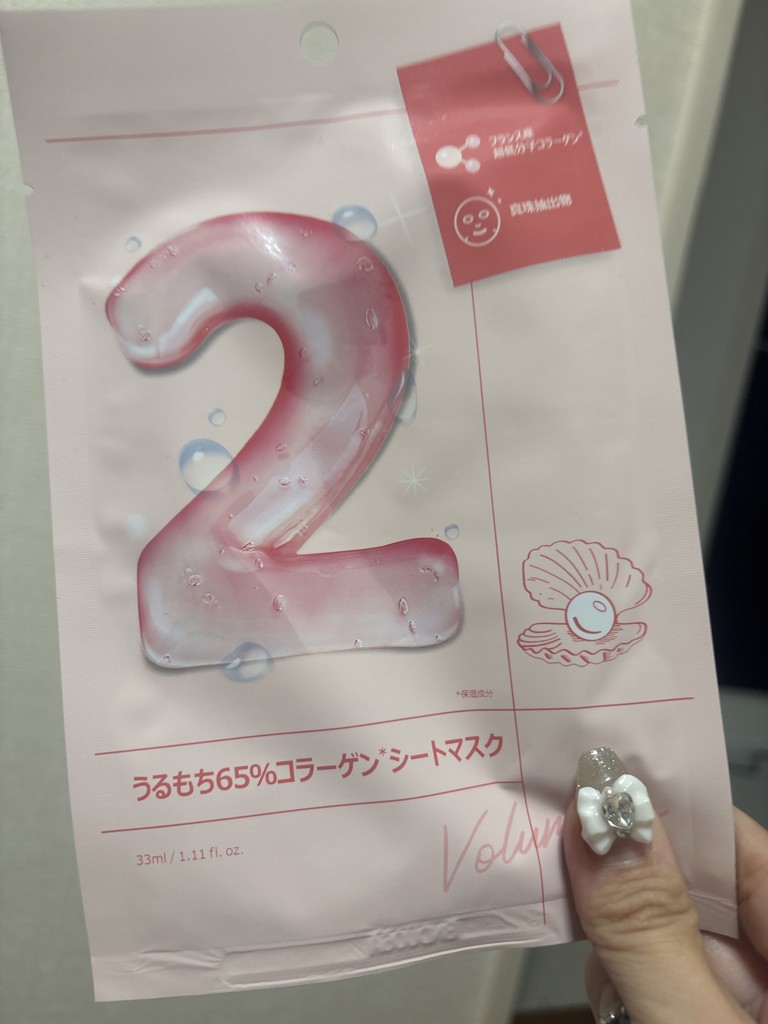 フランス産
超低分子コラーゲン*
真珠抽出物
2
*保湿成分
うるもち65%コラーゲン*シートマスク
33ml / 1.11 fl. oz.